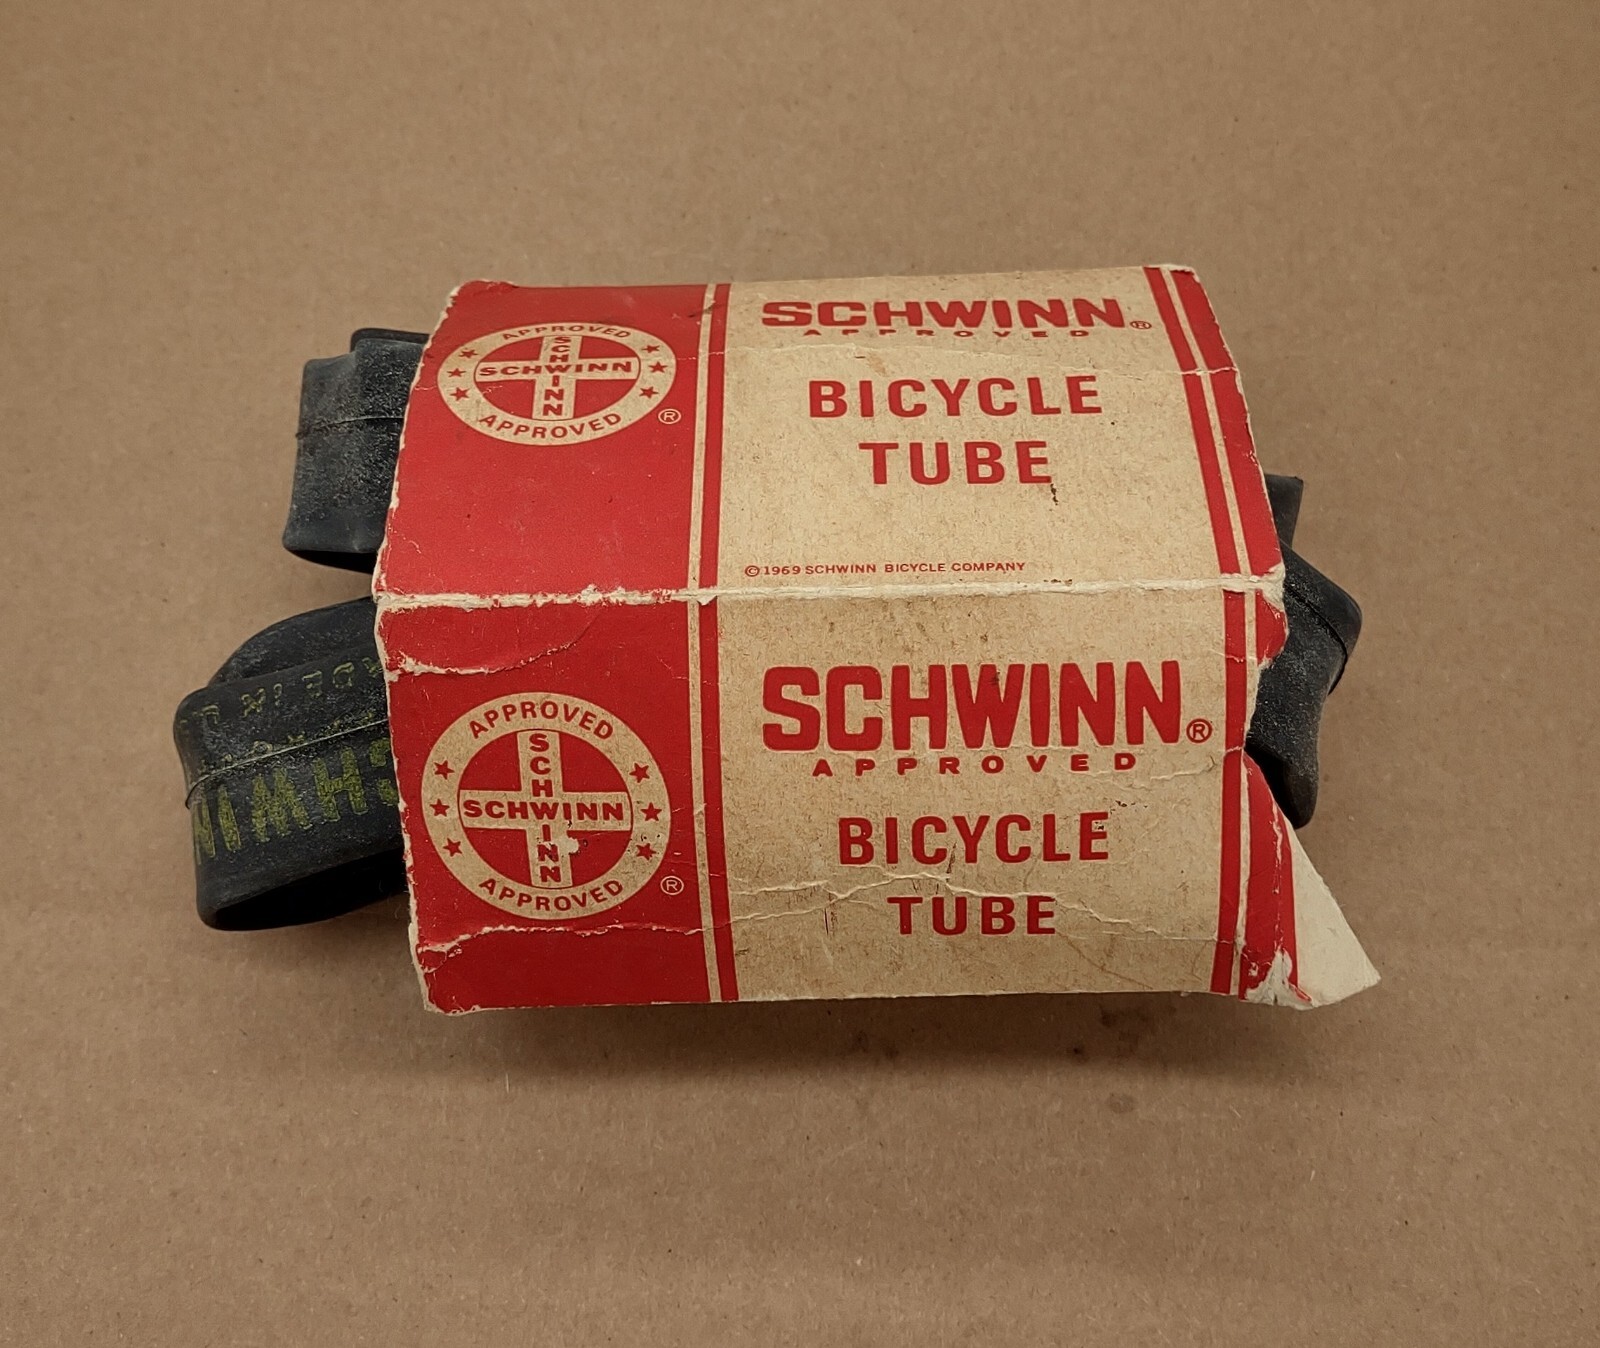 APPROVED
SCHWINN
SCHWINN
APPROVED
®
SCHWINN®
APPROVED
BICYCLE
TUBE
©1969 SCHWINN BICYCLE COMPANY
APPROVED
SCHWINN
SCHWINN
APPROVED
®
SCHWINN®
APPROVED
BICYCLE
TUBE